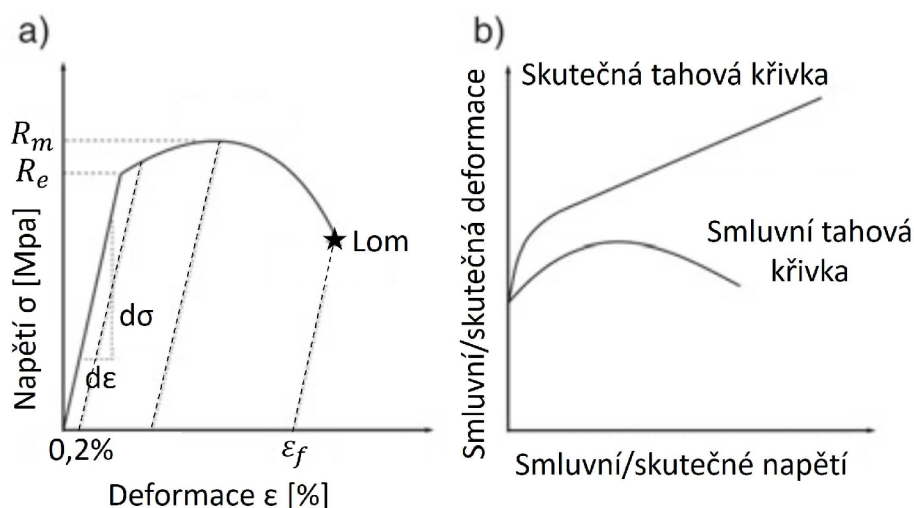 a)
R_m
R_e
Napětí σ [Mpa]
Lom
dσ
dε
0,2%
ε_f
Deformace ε [%]
b)
Skutečná tahová křivka
Smluvní tahová
křivka
Smluvní/skutečná deformace
Smluvní/skutečné napětí